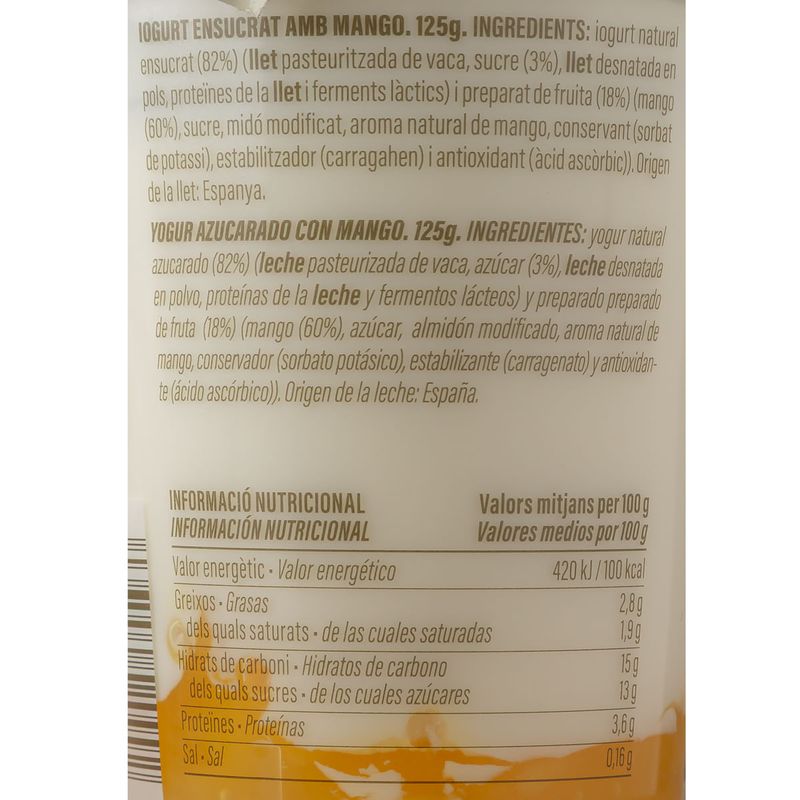 IOGURT ENSUCRAT AMB MANGO. 125g. INGREDIENTS: iogurt natural
ensucrat (82%) (llet pasteuritzada de vaca, sucre (3%), llet desnatada en
pols, proteïnes de la llet i ferments làctics) i preparat de fruita (18%) (mango
(60%), sucre, midó modificat, aroma natural de mango, conservant (sorbat
de potassi), estabilitzador (carragahen) i antioxidant (àcid ascòrbic)). Origen
de la llet: Espanya.
YOGUR AZUCARADO CON MANGO. 125g. INGREDIENTES: yogur natural
azucarado (82%) (leche pasteurizada de vaca, azúcar (3%), leche desnatada
en polvo, proteínas de la leche y fermentos lácteos) y preparado preparado
de fruta (18%) (mango (60%), azúcar, almidón modificado, aroma natural de
mango, conservador (sorbato potásico), estabilizante (carragenato) y antioxidan-
te (ácido ascórbico)). Origen de la leche: España.
INFORMACIÓ NUTRICIONAL Valors mitjans per 100 g
INFORMACIÓN NUTRICIONAL Valores medios por 100 g
Valor energètic • Valor energético 420 kJ / 100 kcal
Greixos • Grasas 2,8 g
dels quals saturats • de las cuales saturadas 1,9 g
Hidrats de carboni • Hidratos de carbono 15 g
dels quals sucres • de los cuales azúcares 13 g
Proteïnes • Proteínas 3,6 g
Sal • Sal 0,16 g